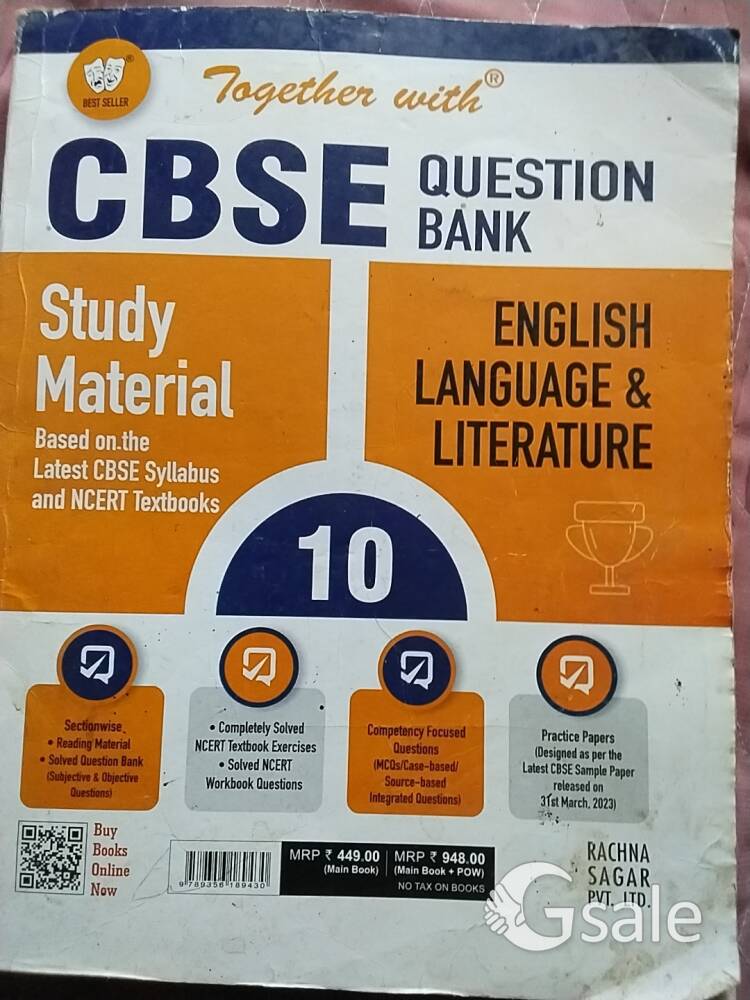 BEST SELLER
®
Together with®
CBSE
QUESTION
BANK
Study
Material
Based on the
Latest CBSE Syllabus
and NCERT Textbooks
ENGLISH
LANGUAGE &
LITERATURE
10
Sectionwise
• Reading Material
• Solved Question Bank
(Subjective & Objective
Questions)
• Completely Solved
NCERT Textbook Exercises
• Solved NCERT
Workbook Questions
Competency Focused
Questions
(MCQs/Case-based/
Source-based
Integrated Questions)
Practice Papers
(Designed as per the
Latest CBSE Sample Paper
released on
31st March, 2023)
Buy
Books
Online
Now
9 789356 189430
MRP ₹ 449.00
(Main Book)
MRP ₹ 948.00
(Main Book + POW)
NO TAX ON BOOKS
RACHNA
SAGAR
PVT. LTD.
Gsale